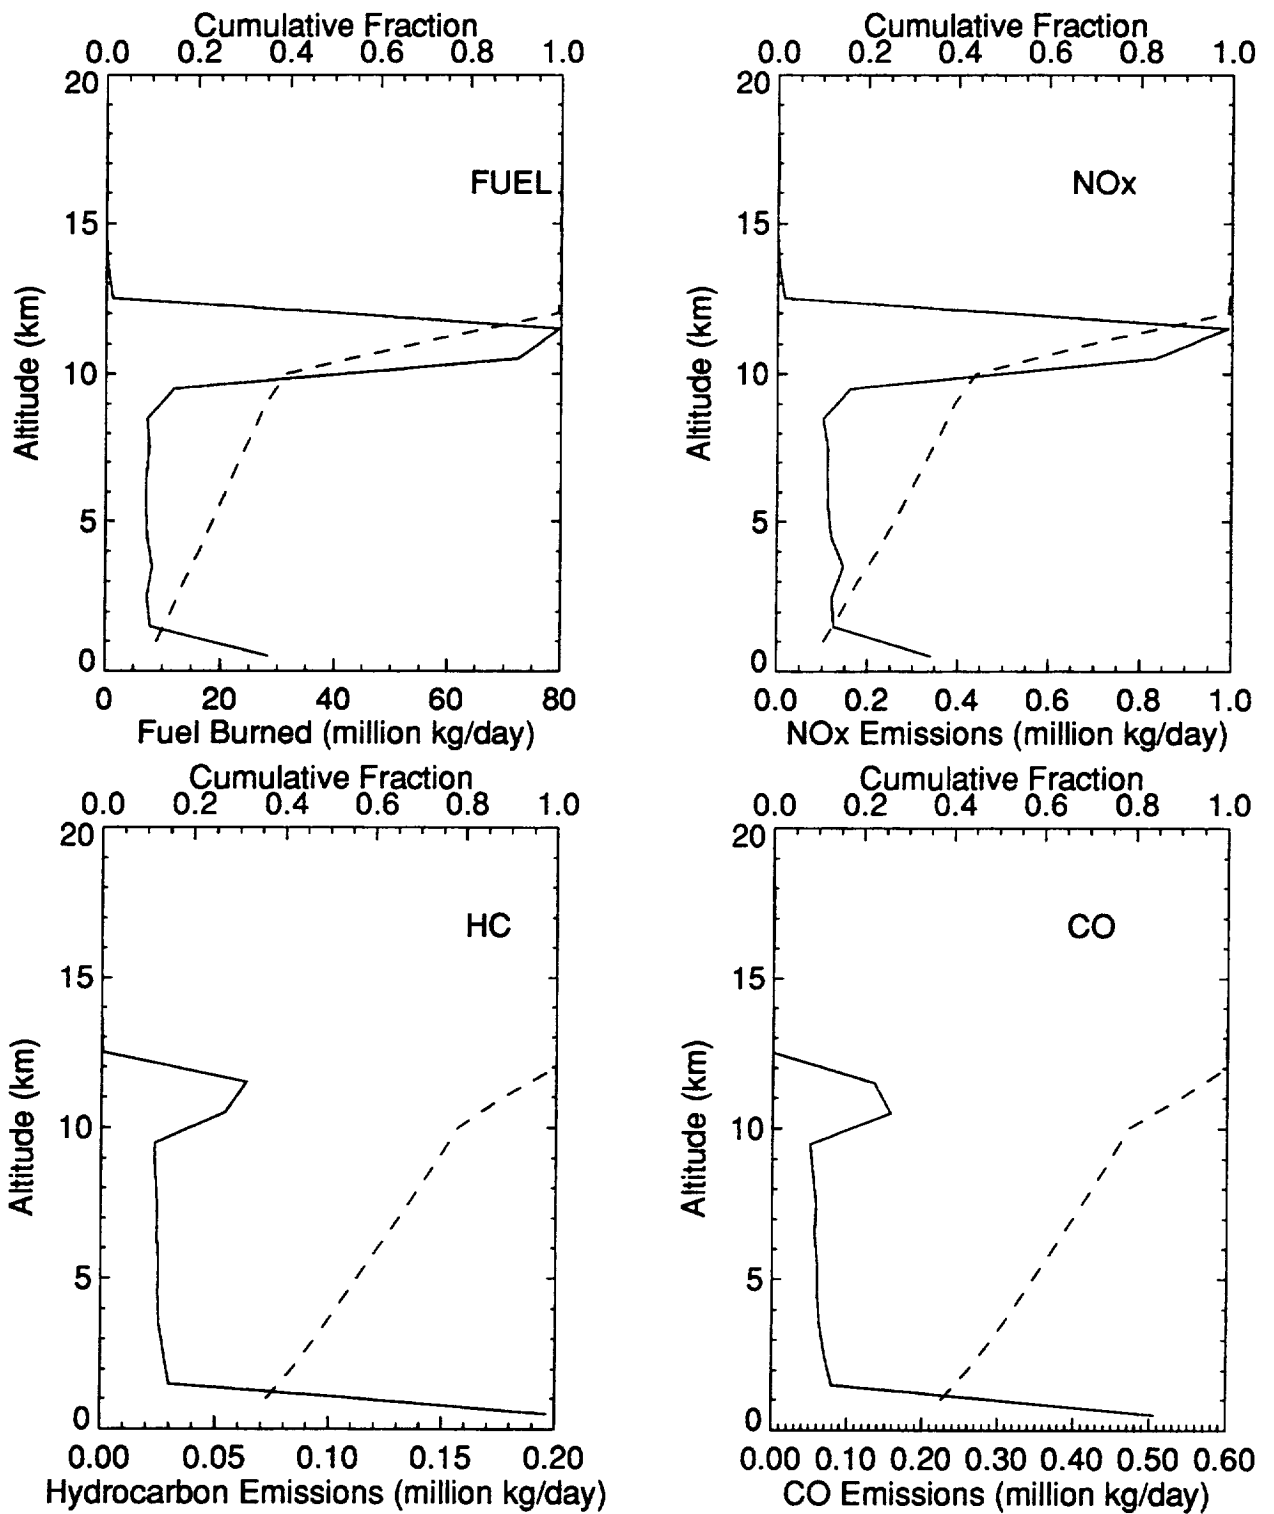 Cumulative Fraction
0.0 0.2 0.4 0.6 0.8 1.0
20
15
10
5
0
Altitude (km)
FUEL
0 20 40 60 80
Fuel Burned (million kg/day)
Cumulative Fraction
0.0 0.2 0.4 0.6 0.8 1.0
20
15
10
5
0
Altitude (km)
NOx
0.0 0.2 0.4 0.6 0.8 1.0
NOx Emissions (million kg/day)
Cumulative Fraction
0.0 0.2 0.4 0.6 0.8 1.0
20
15
10
5
0
Altitude (km)
HC
0.00 0.05 0.10 0.15 0.20
Hydrocarbon Emissions (million kg/day)
Cumulative Fraction
0.0 0.2 0.4 0.6 0.8 1.0
20
15
10
5
0
Altitude (km)
CO
0.00 0.10 0.20 0.30 0.40 0.50 0.60
CO Emissions (million kg/day)